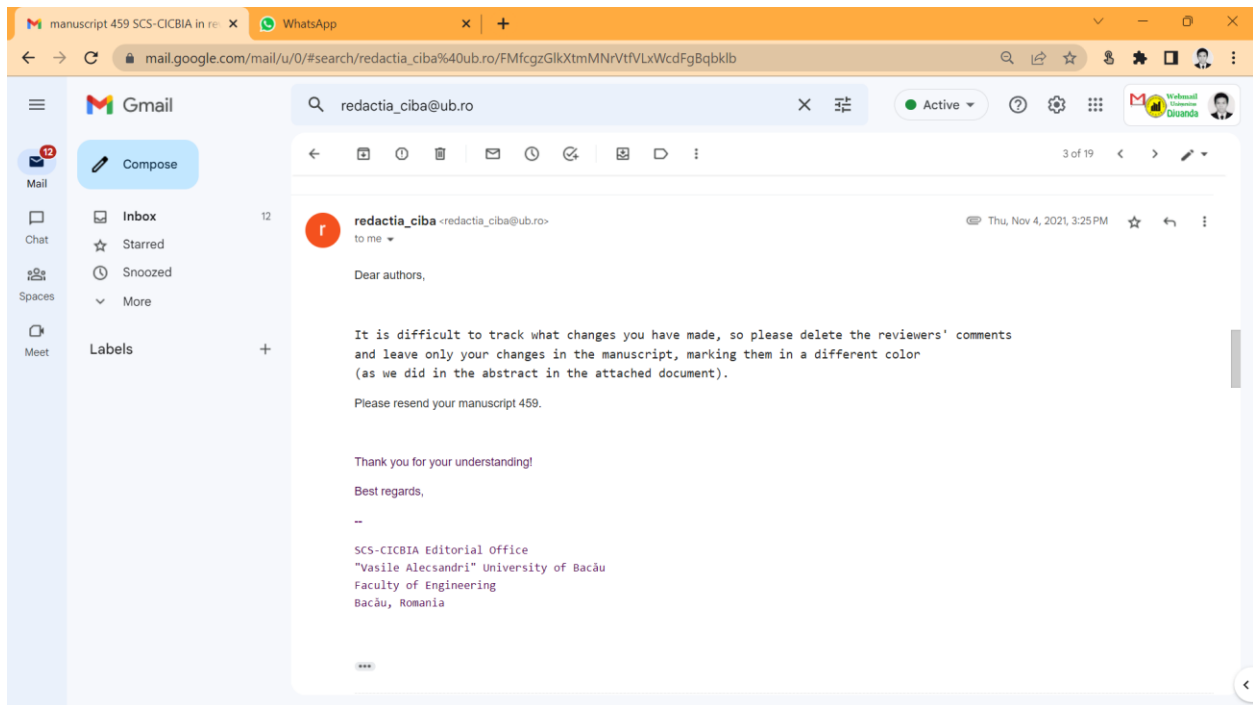 manuscript 459 SCS-CICBIA in re
WhatsApp
mail.google.com/mail/u/0/#search/redactia_ciba%40ub.ro/FMfcgzGlkXtmMNrVtfVLxWcdFgBqbklb
Gmail
redactia_ciba@ub.ro
Active
Webmail
Universitas
Djuanda
12
Mail
Compose
3 of 19
Chat
Inbox 12
Starred
Spaces
Snoozed
More
Meet
Labels
r
redactia_ciba <redactia_ciba@ub.ro>
Thu, Nov 4, 2021, 3:25 PM
to me
Dear authors,
It is difficult to track what changes you have made, so please delete the reviewers' comments
and leave only your changes in the manuscript, marking them in a different color
(as we did in the abstract in the attached document).
Please resend your manuscript 459.
Thank you for your understanding!
Best regards,
--
SCS-CICBIA Editorial Office
"Vasile Alecsandri" University of Bacău
Faculty of Engineering
Bacău, Romania